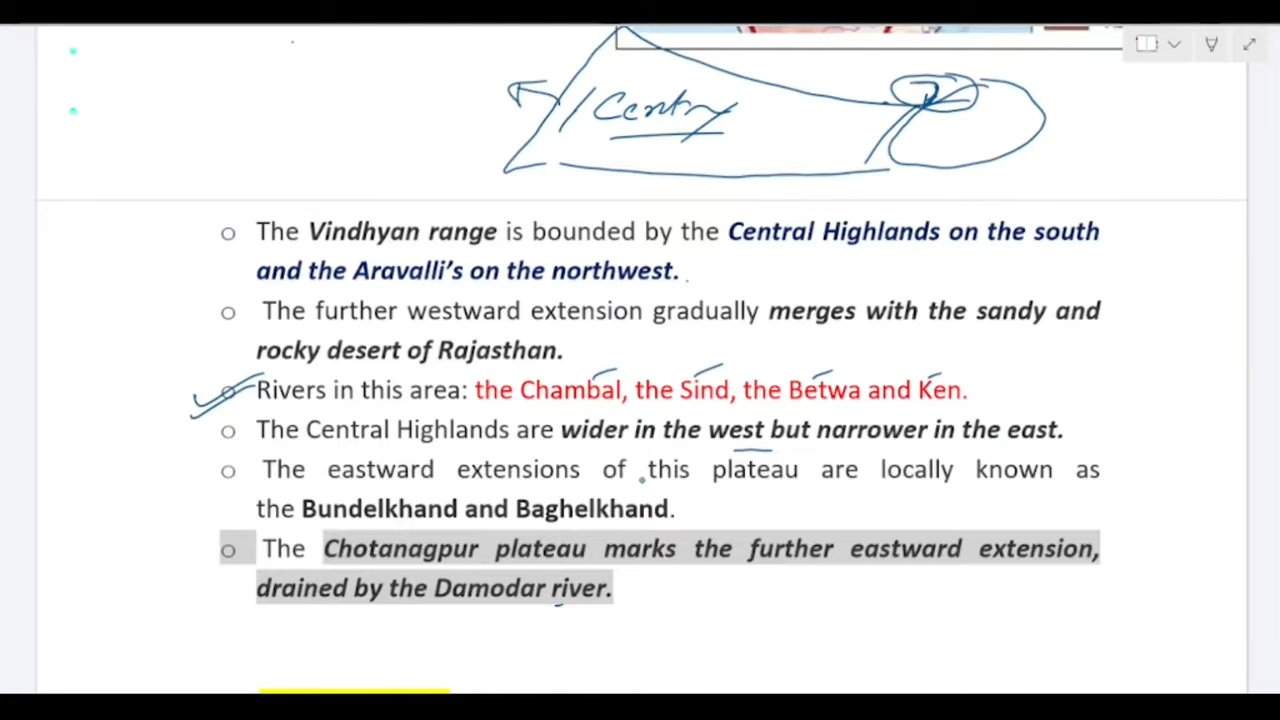 Central
○ The Vindhyan range is bounded by the Central Highlands on the south
and the Aravalli's on the northwest.
○ The further westward extension gradually merges with the sandy and
rocky desert of Rajasthan.
○ Rivers in this area: the Chambal, the Sind, the Betwa and Ken.
○ The Central Highlands are wider in the west but narrower in the east.
○ The eastward extensions of this plateau are locally known as
the Bundelkhand and Baghelkhand.
○ The Chotanagpur plateau marks the further eastward extension,
drained by the Damodar river.